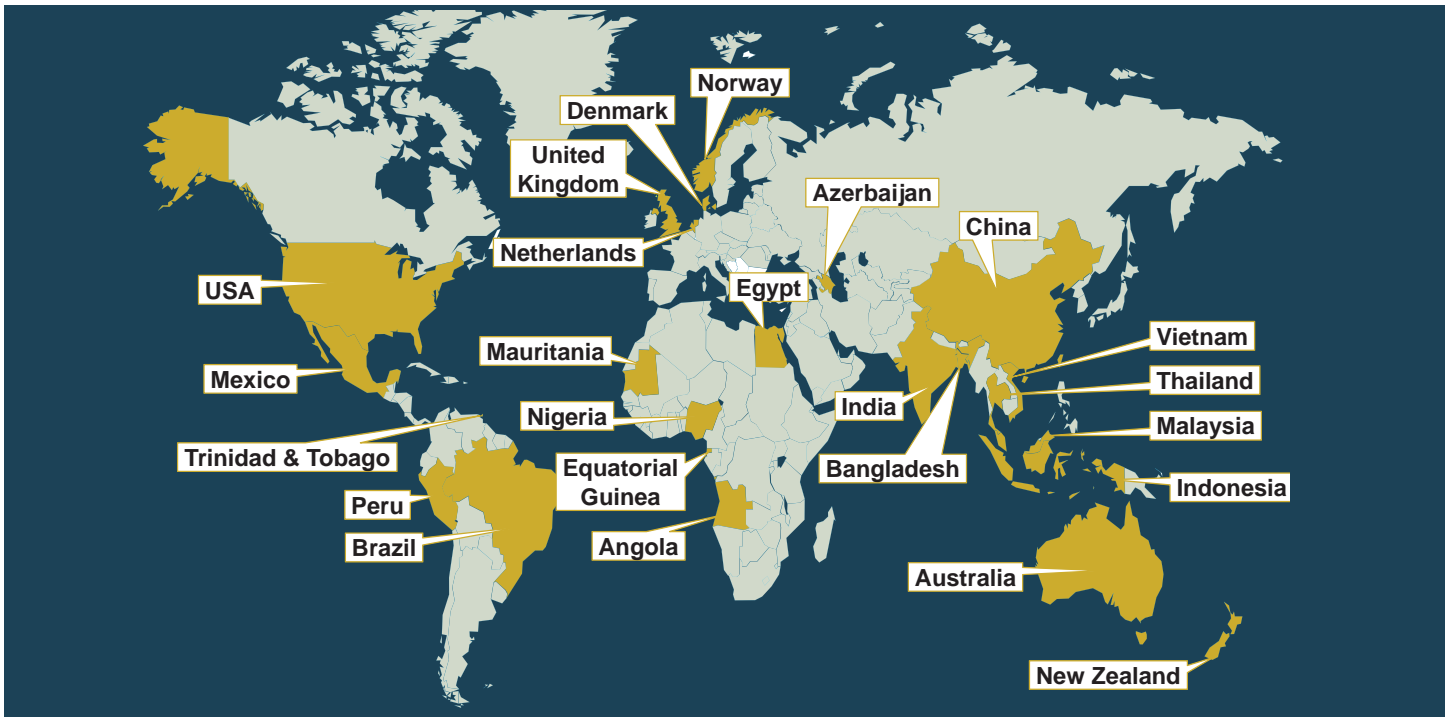 Norway
Denmark
United
Kingdom
Azerbaijan
China
Netherlands
USA
Egypt
Vietnam
Mauritania
Mexico
Thailand
India
Nigeria
Malaysia
Trinidad & Tobago
Bangladesh
Equatorial
Guinea
Indonesia
Peru
Brazil
Angola
Australia
New Zealand